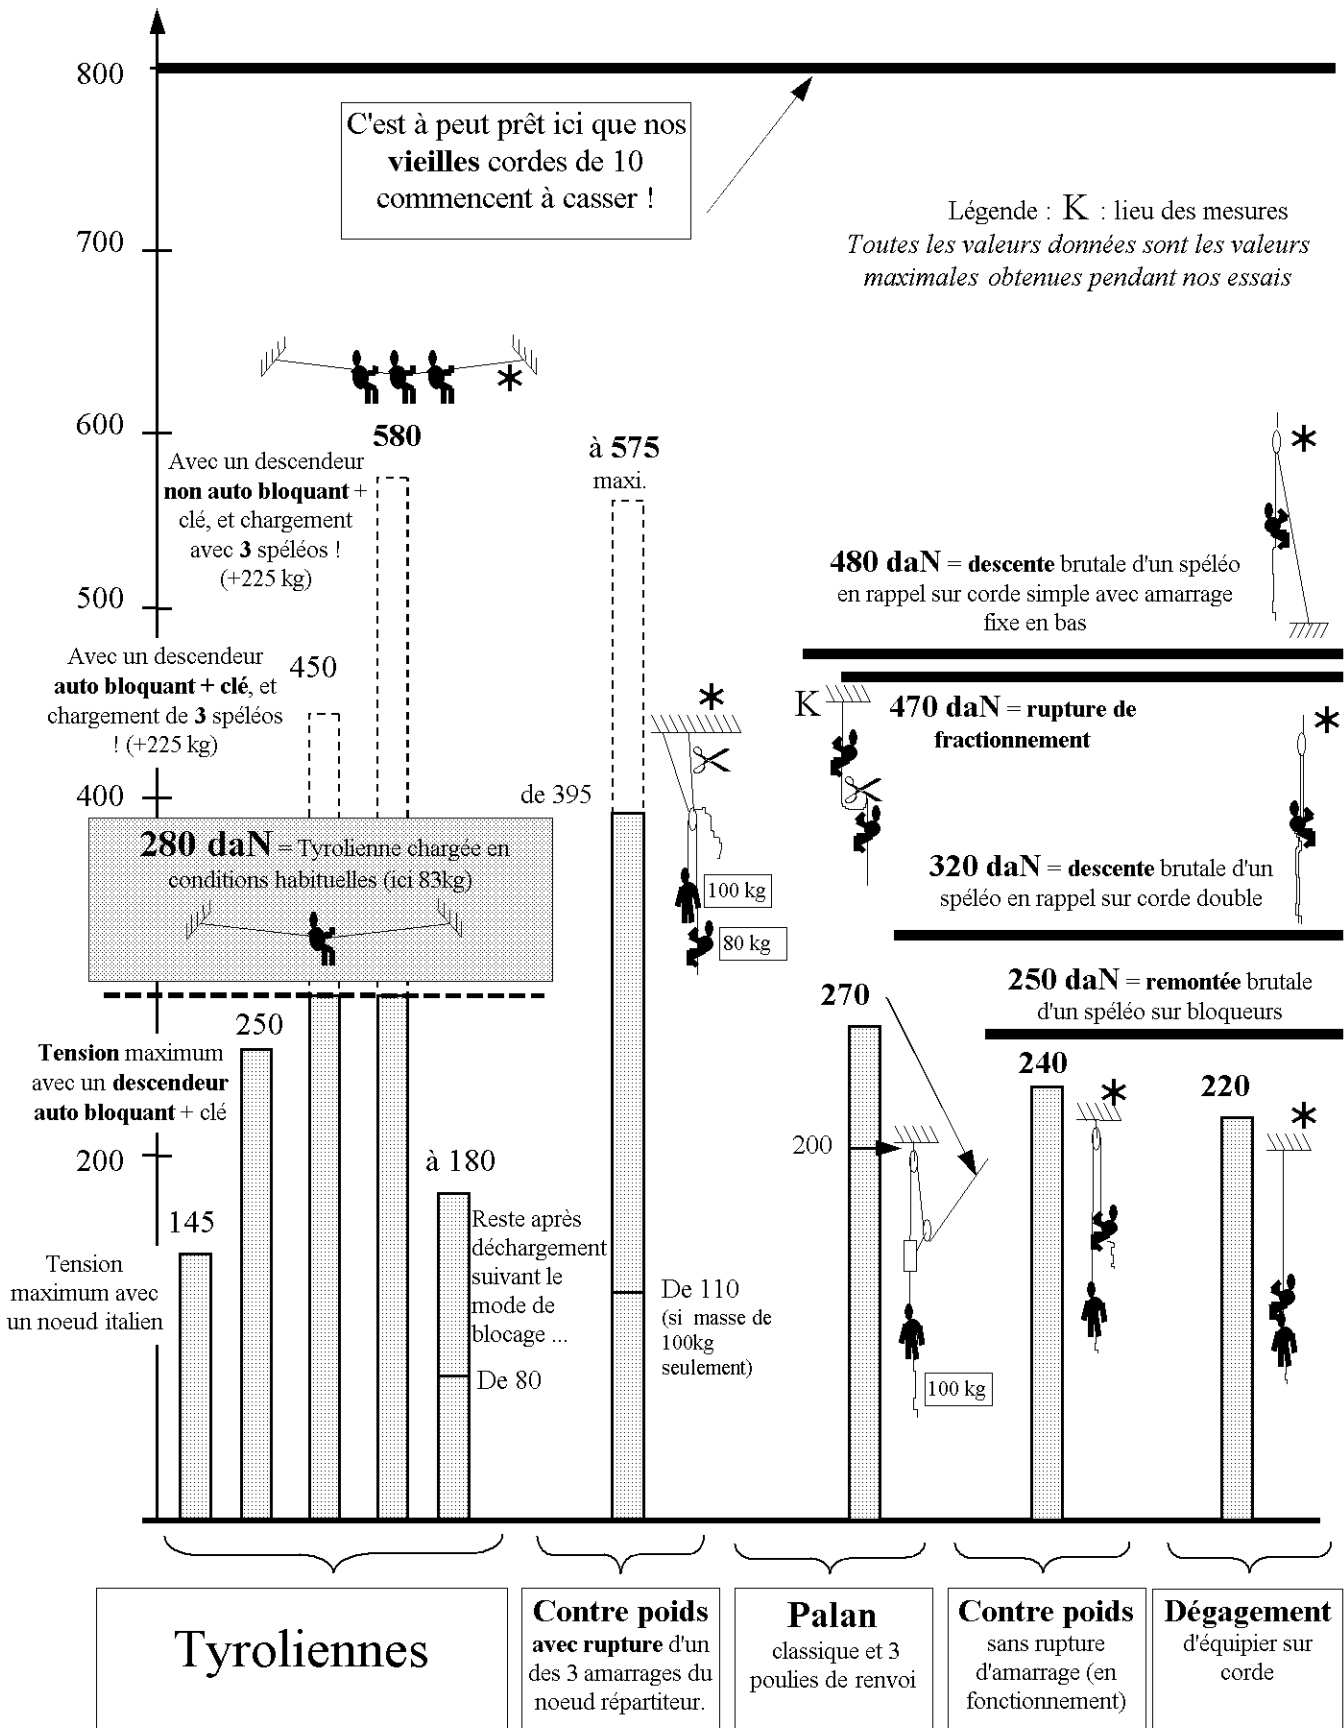 800
C'est à peut prêt ici que nos
vieilles cordes de 10
commencent à casser !
Légende : K : lieu des mesures
Toutes les valeurs données sont les valeurs
maximales obtenues pendant nos essais
700
600
580
Avec un descendeur
non auto bloquant +
clé, et chargement
avec 3 spéléos !
(+225 kg)
à 575
maxi.
480 daN = descente brutale d'un spéléo
en rappel sur corde simple avec amarrage
fixe en bas
500
Avec un descendeur
auto bloquant + clé, et
chargement de 3 spéléos
! (+225 kg)
450
K
470 daN = rupture de
fractionnement
400
de 395
280 daN = Tyrolienne chargée en
conditions habituelles (ici 83kg)
100 kg
80 kg
320 daN = descente brutale d'un
spéléo en rappel sur corde double
250 daN = remontée brutale
d'un spéléo sur bloqueurs
250
Tension maximum
avec un descendeur
auto bloquant + clé
270
240
220
200
200
à 180
145
Tension
maximum avec
un noeud italien
Reste après
déchargement
suivant le
mode de
blocage ...
De 80
De 110
(si masse de
100kg
seulement)
100 kg
Tyroliennes
Contre poids
avec rupture d'un
des 3 amarrages du
noeud répartiteur.
Palan
classique et 3
poulies de renvoi
Contre poids
sans rupture
d'amarrage (en
fonctionnement)
Dégagement
d'équipier sur
corde